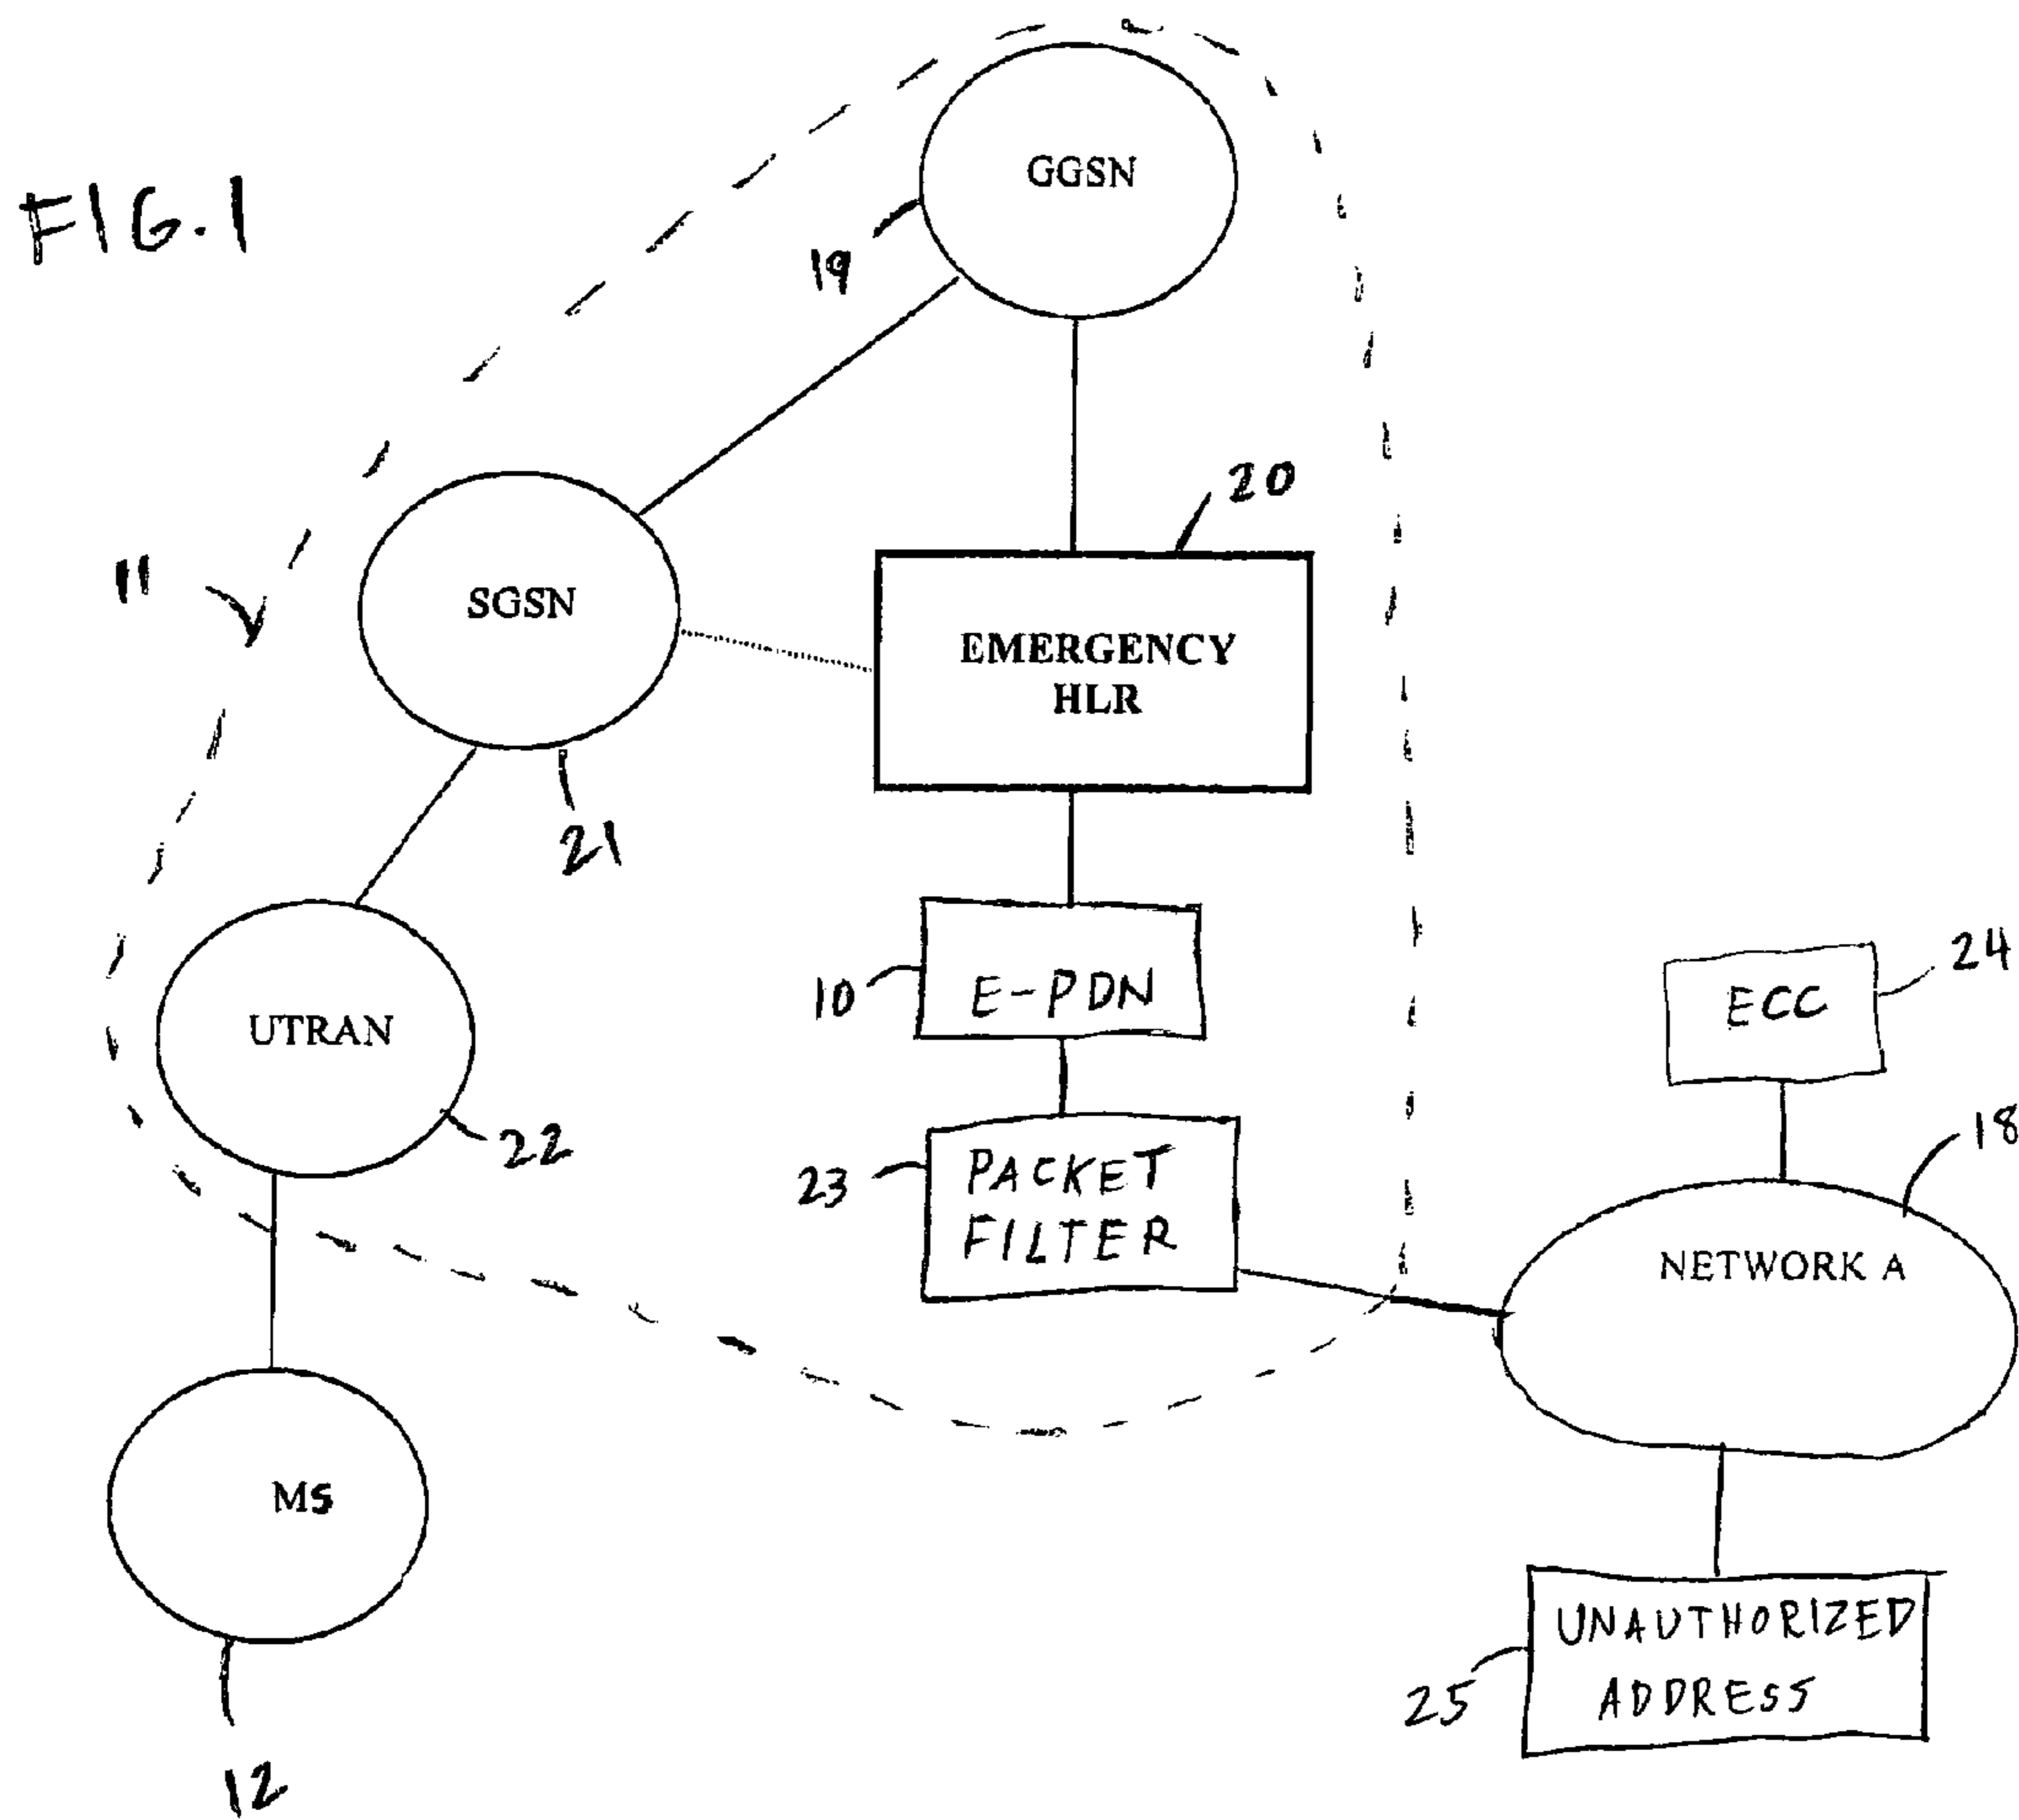 FIG.1
GGSN
19
20
11
SGSN
EMERGENCY
HLR
21
24
ECC
10
E-PDN
UTRAN
18
22
23
PACKET
FILTER
NETWORK A
MS
UNAUTHORIZED
25
ADDRESS
12